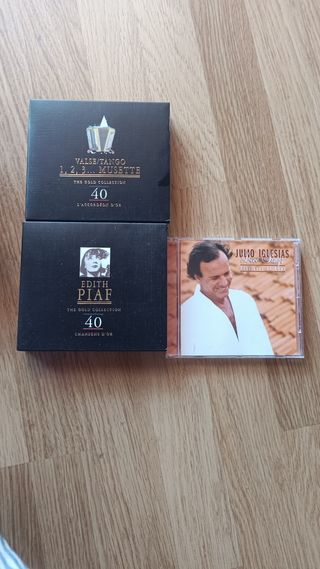 VALSE/TANGO
1, 2, 3... MUSETTE
THE GOLD COLLECTION
40
L'ACCORDÉON D'OR
EDITH
PIAF
THE GOLD COLLECTION
40
CHANSONS D'OR
JULIO IGLESIAS